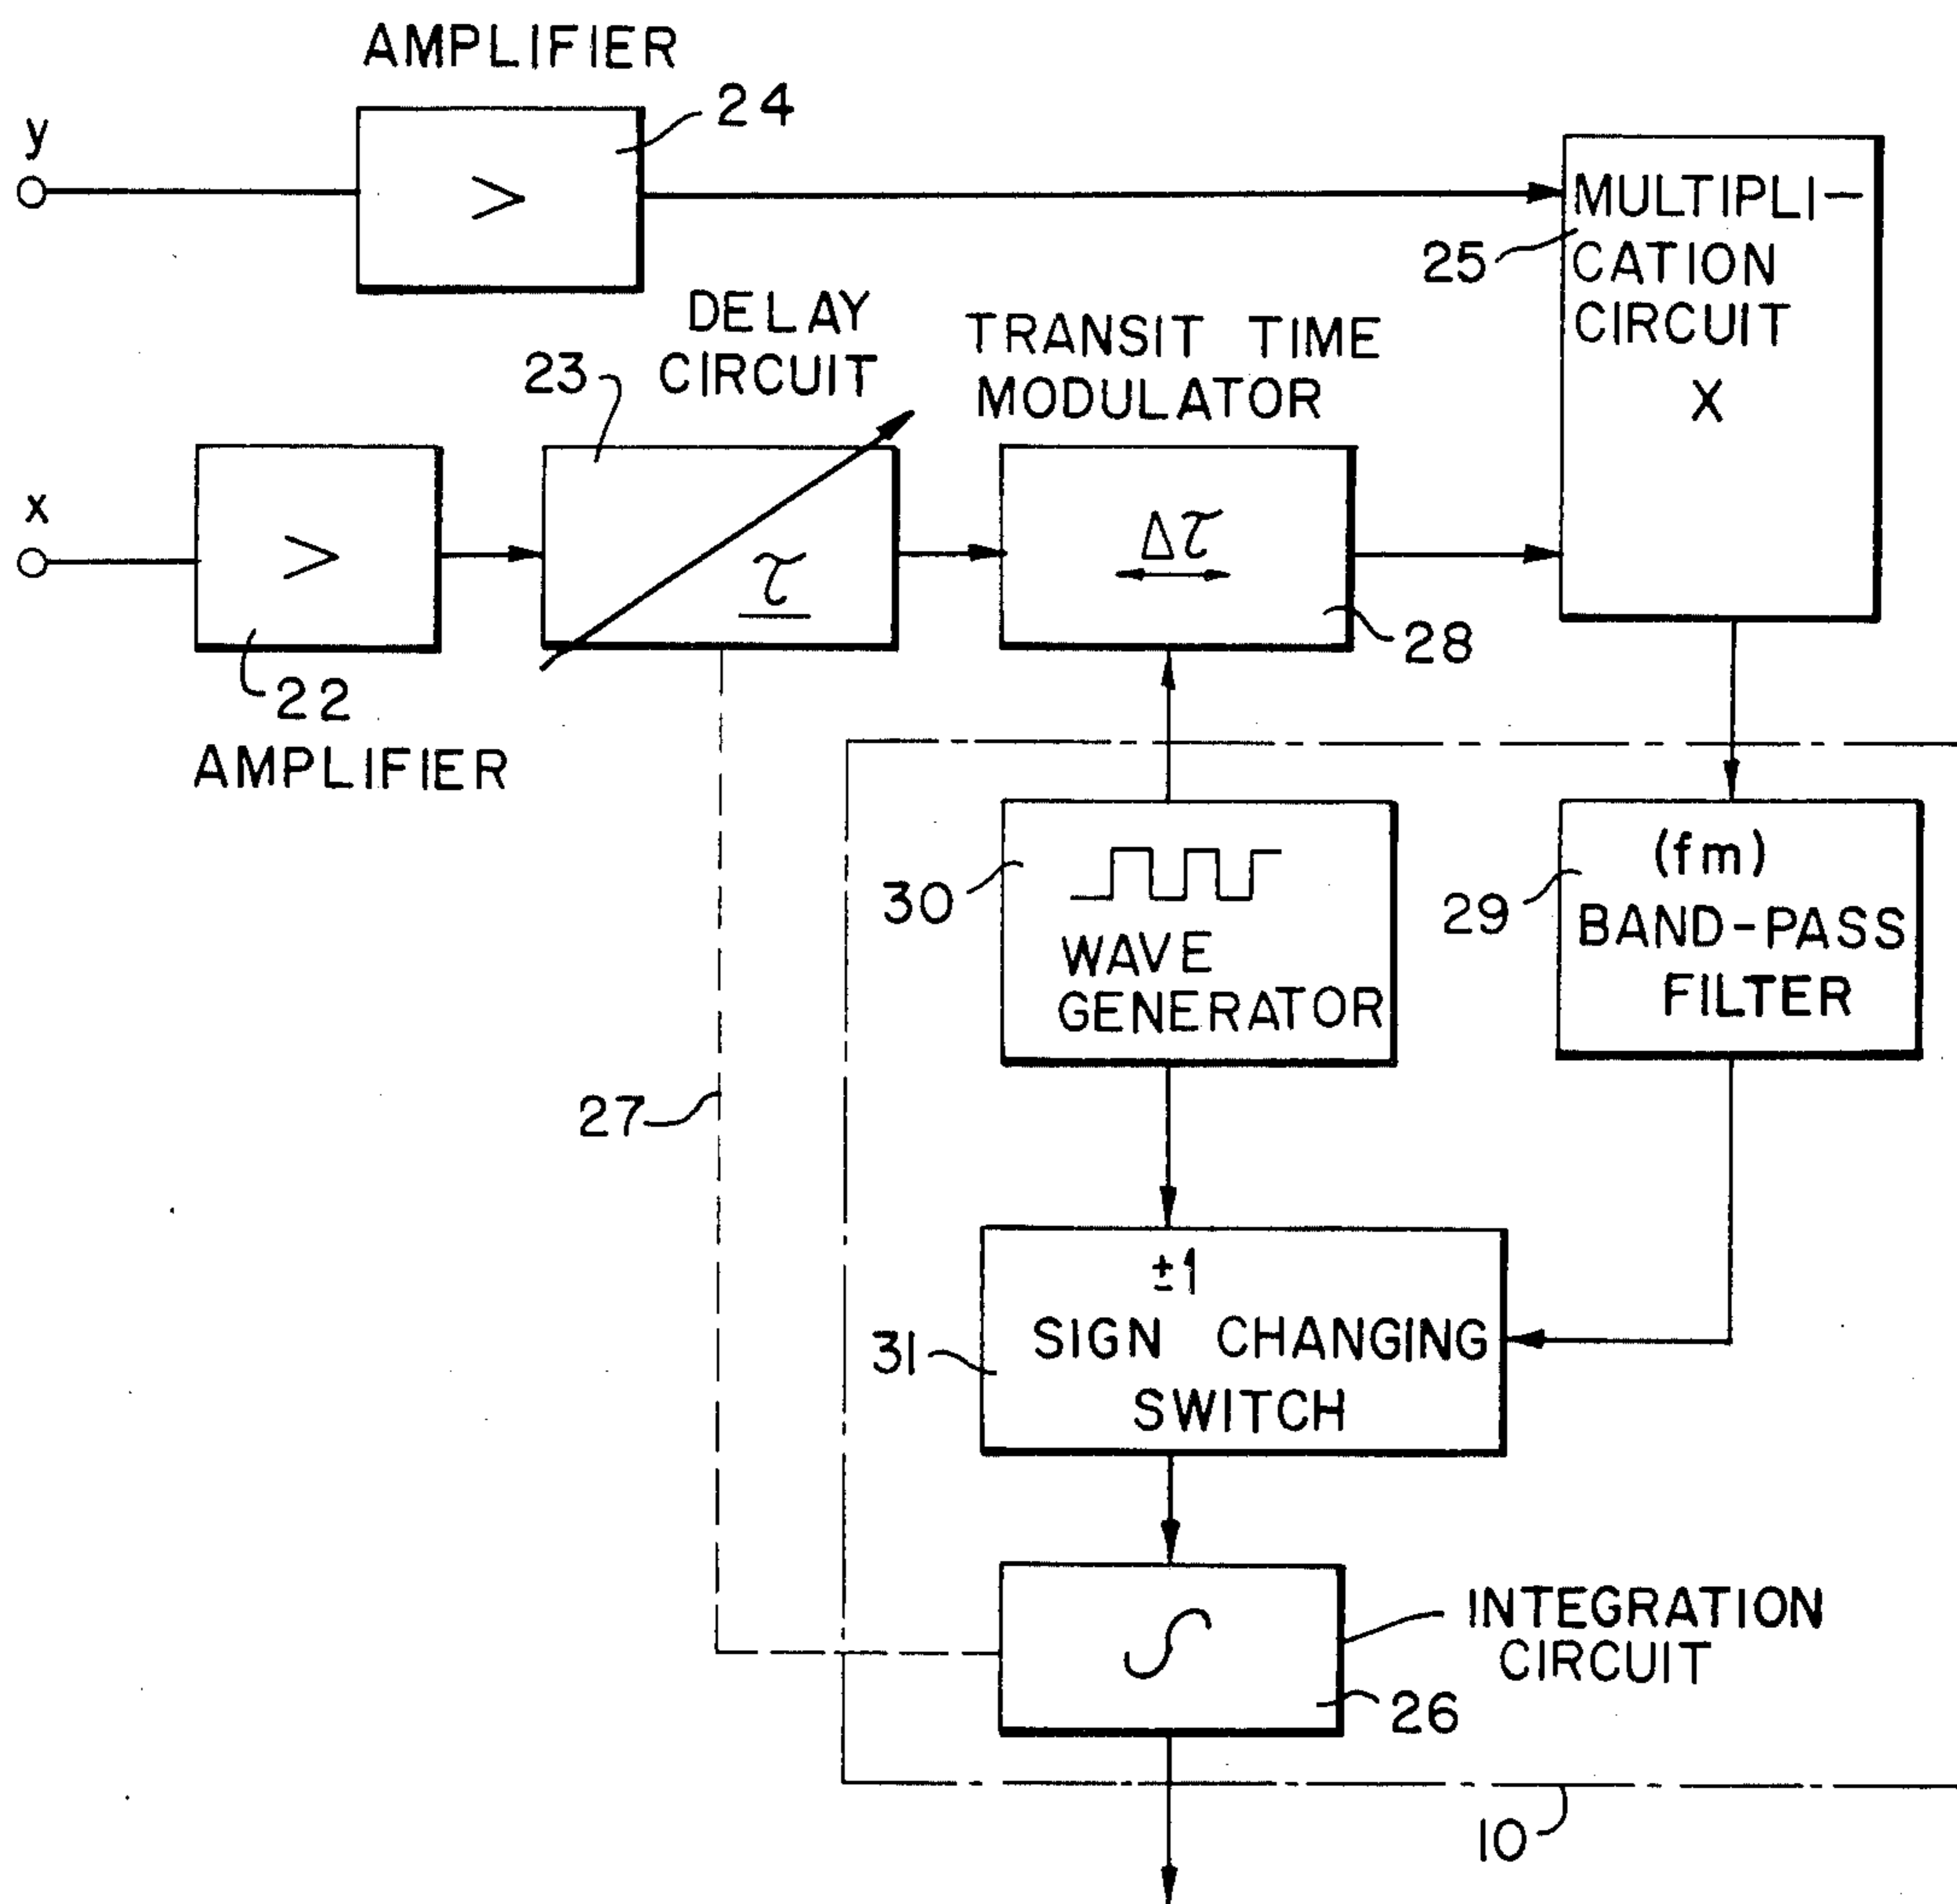 AMPLIFIER
24
y
>
MULTIPLI-
CATION
CIRCUIT
X
25
DELAY
CIRCUIT
23
TRANSIT TIME
MODULATOR
x
>
τ
Δτ
28
22
AMPLIFIER
30
WAVE
GENERATOR
(fm)
BAND-PASS
FILTER
29
27
±1
SIGN CHANGING
SWITCH
31
∫
INTEGRATION
CIRCUIT
26
10